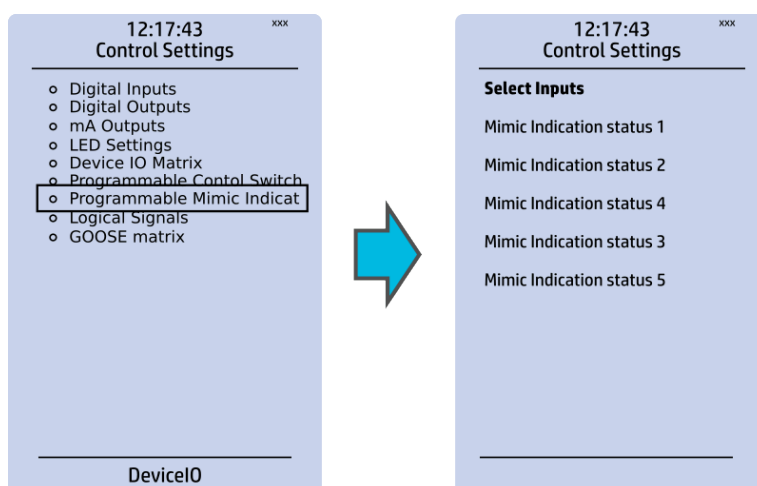 12:17:43 xxx
Control Settings
Digital Inputs
Digital Outputs
mA Outputs
LED Settings
Device IO Matrix
Programmable Contol Switch
Programmable Mimic Indicat
Logical Signals
GOOSE matrix
DeviceIO
12:17:43 xxx
Control Settings
Select Inputs
Mimic Indication status 1
Mimic Indication status 2
Mimic Indication status 4
Mimic Indication status 3
Mimic Indication status 5